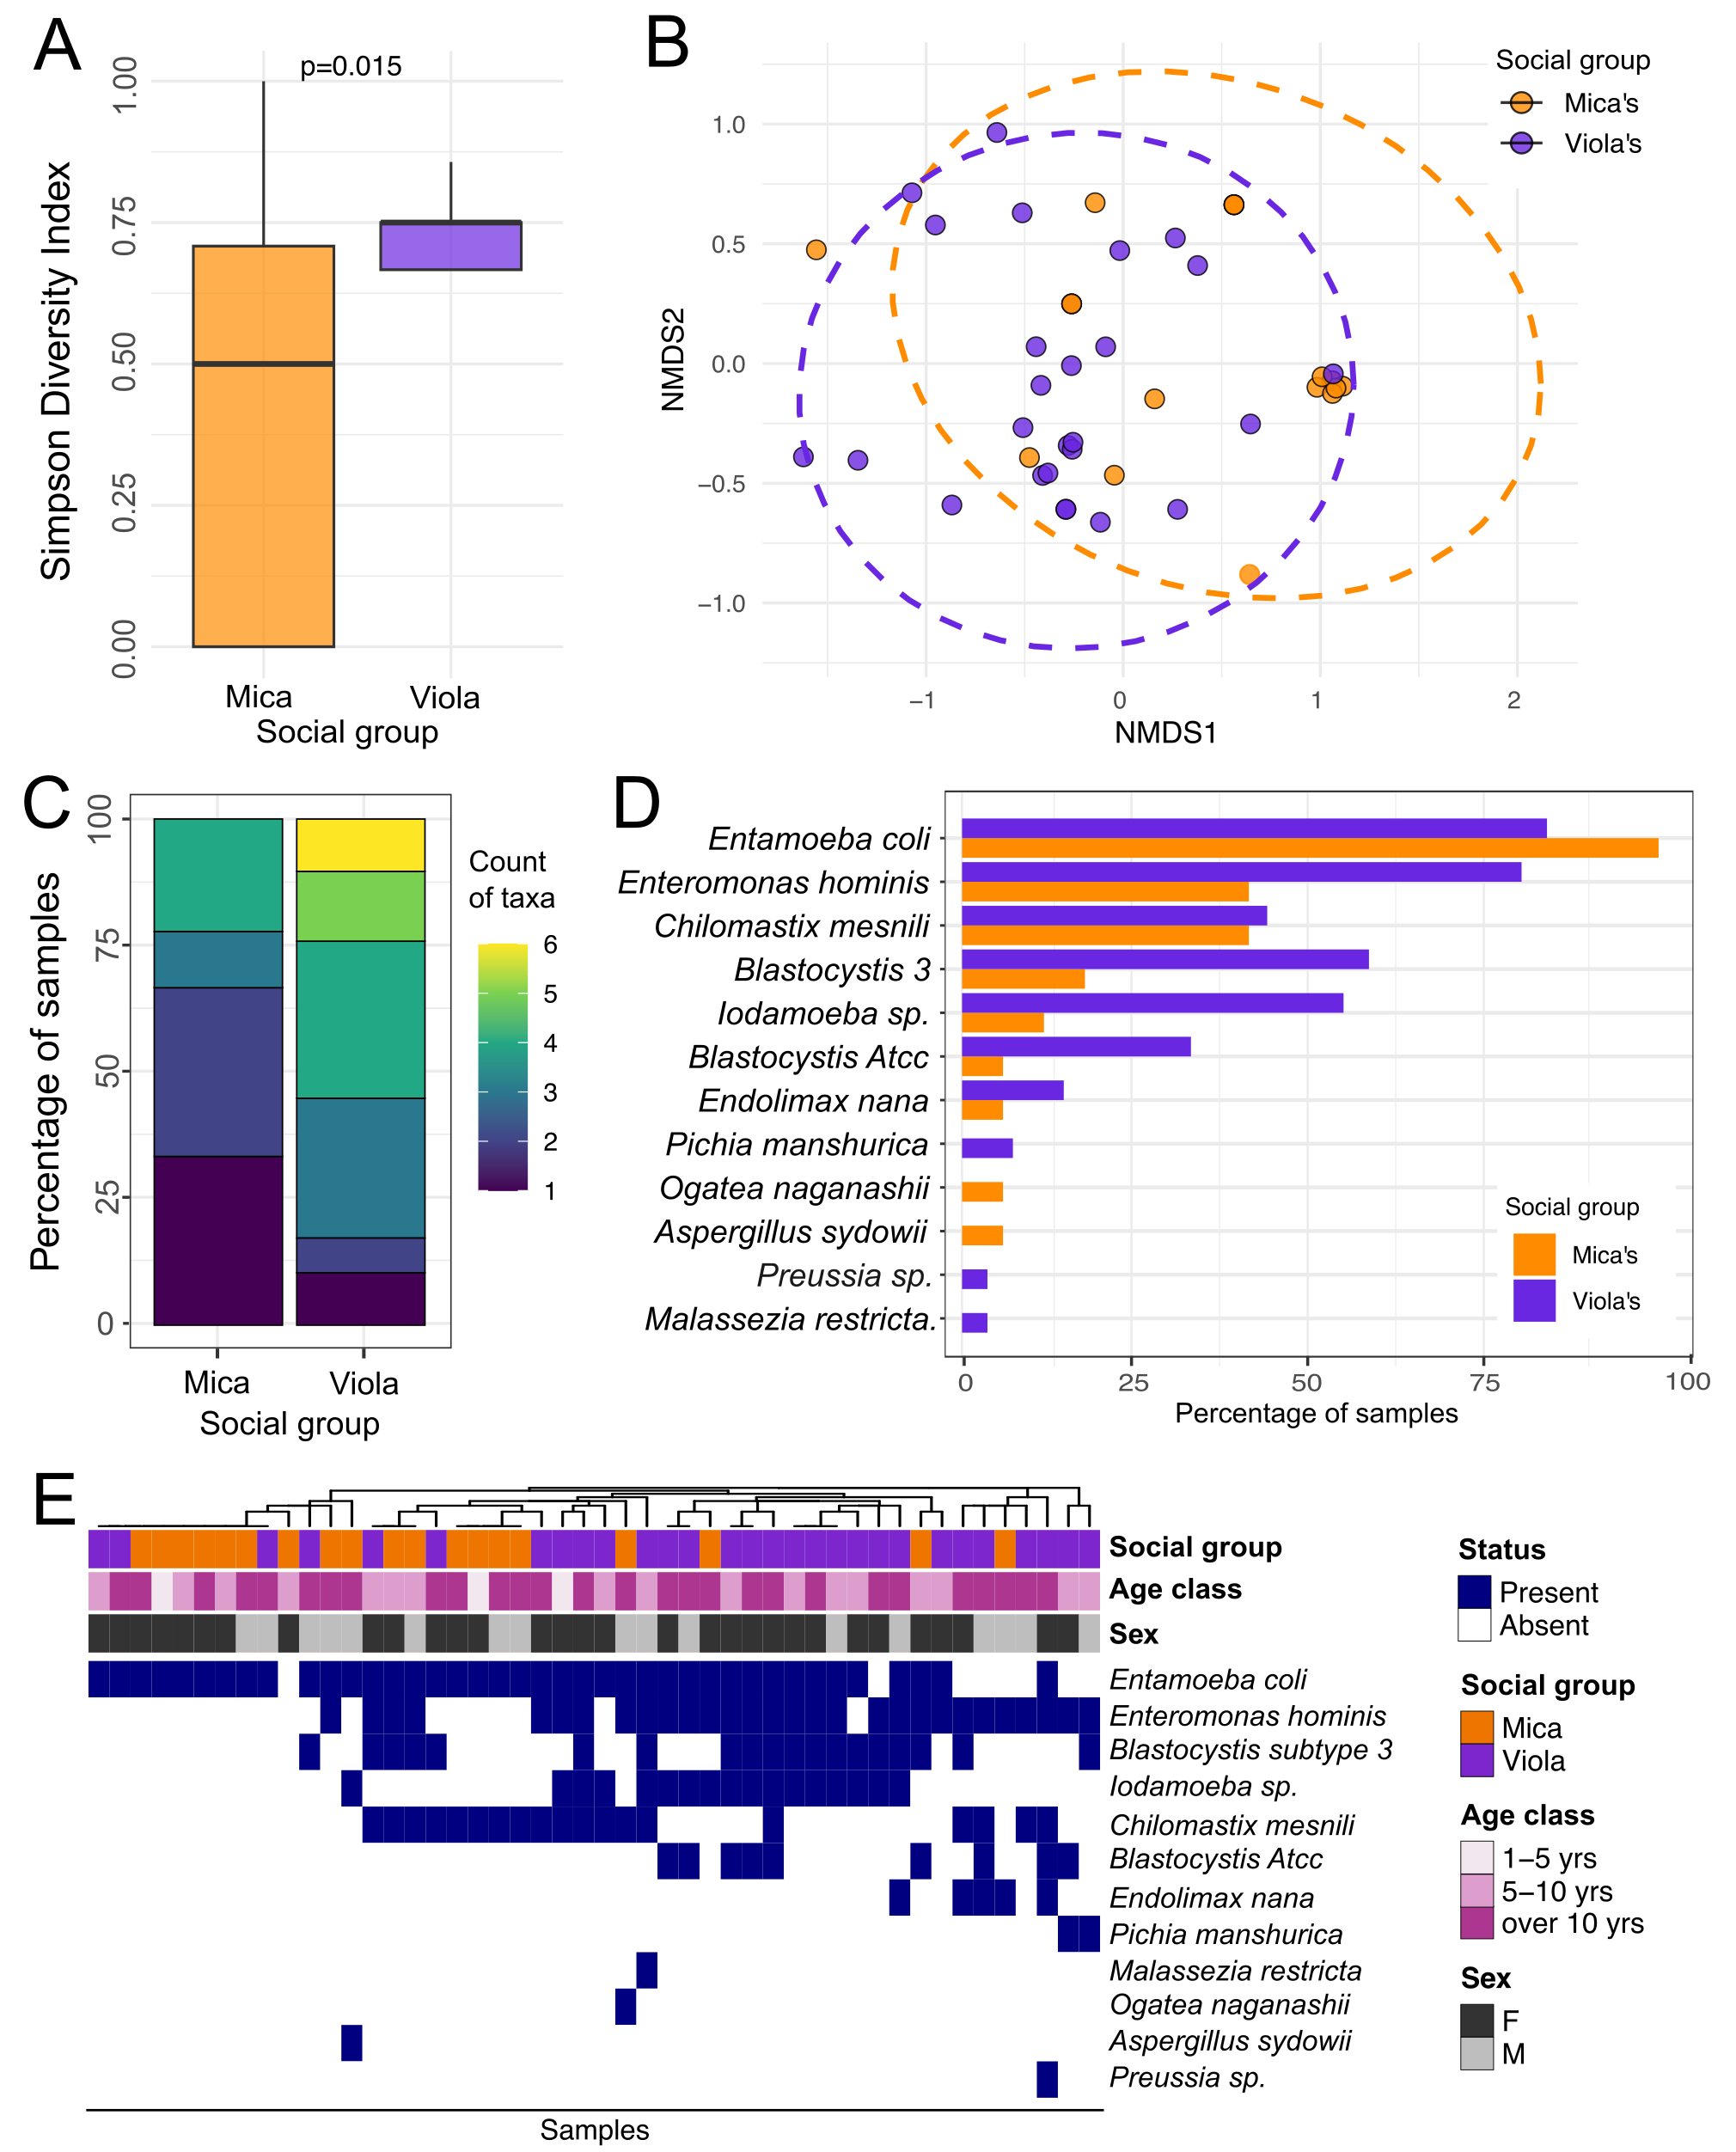 A
p=0.015
1.00
0.75
0.50
0.25
0.00
Simpson Diversity Index
Mica
Viola
Social group
B
Social group
Mica's
Viola's
1.0
0.5
0.0
−0.5
−1.0
NMDS2
−1
0
1
2
NMDS1
C
100
75
50
25
0
Percentage of samples
Mica
Viola
Social group
Count
of taxa
6
5
4
3
2
1
D
Entamoeba coli
Enteromonas hominis
Chilomastix mesnili
Blastocystis 3
Iodamoeba sp.
Blastocystis Atcc
Endolimax nana
Pichia manshurica
Ogatea naganashii
Aspergillus sydowii
Preussia sp.
Malassezia restricta.
Social group
Mica's
Viola's
0
25
50
75
100
Percentage of samples
E
Social group
Age class
Sex
Entamoeba coli
Enteromonas hominis
Blastocystis subtype 3
Iodamoeba sp.
Chilomastix mesnili
Blastocystis Atcc
Endolimax nana
Pichia manshurica
Malassezia restricta
Ogatea naganashii
Aspergillus sydowii
Preussia sp.
Samples
Status
Present
Absent
Social group
Mica
Viola
Age class
1−5 yrs
5−10 yrs
over 10 yrs
Sex
F
M